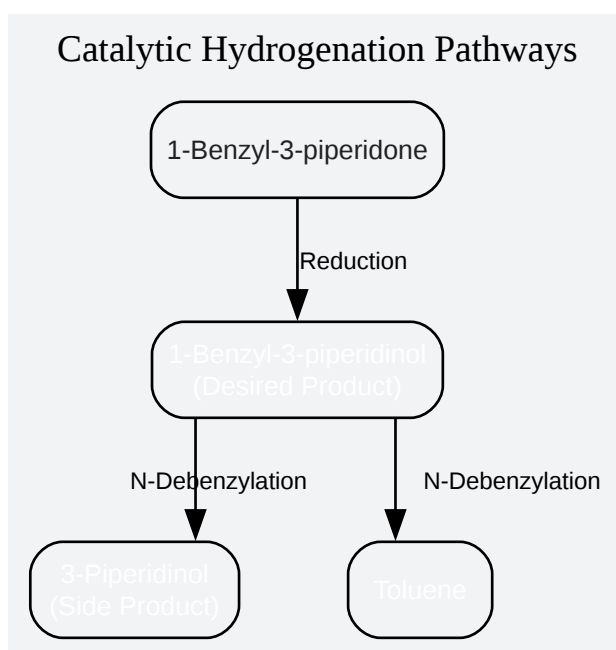 Catalytic Hydrogenation Pathways
1-Benzyl-3-piperidone
Reduction
1-Benzyl-3-piperidinol
(Desired Product)
N-Debenzylation
N-Debenzylation
3-Piperidinol
(Side Product)
Toluene